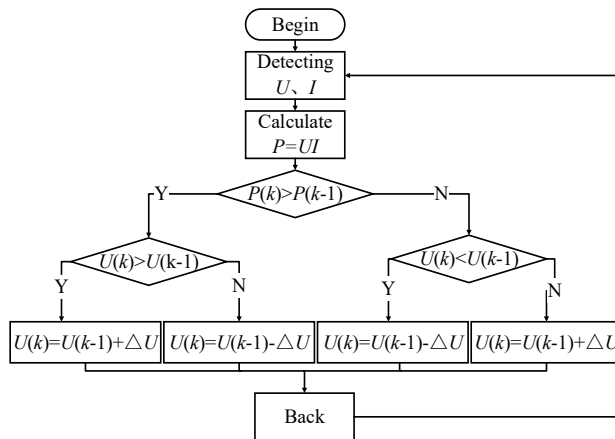 Begin
Detecting
U、I
Calculate
P=UI
P(k)>P(k-1)
Y
N
U(k)>U(k-1)
U(k)<U(k-1)
Y
N
Y
N
U(k)=U(k-1)+△U
U(k)=U(k-1)-△U
U(k)=U(k-1)-△U
U(k)=U(k-1)+△U
Back